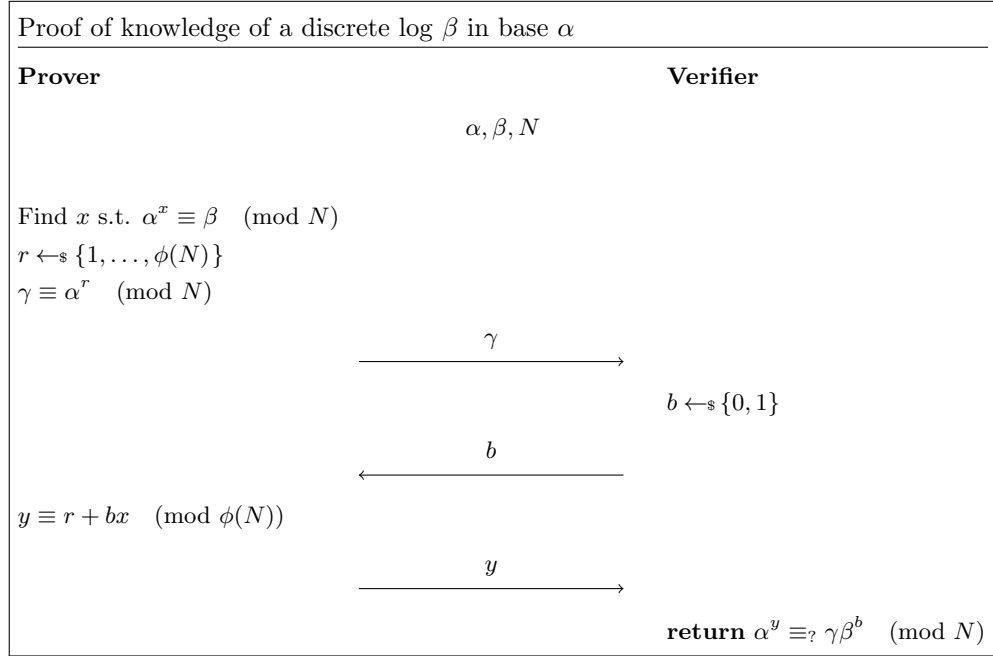 Proof of knowledge of a discrete log β in base α
Prover Verifier
α, β, N
Find x s.t. α^x ≡ β (mod N)
r ←$ {1, . . . , ϕ(N)}
γ ≡ α^r (mod N)
γ
b ←$ {0, 1}
b
y ≡ r + bx (mod ϕ(N))
y
return α^y ≡? γβ^b (mod N)